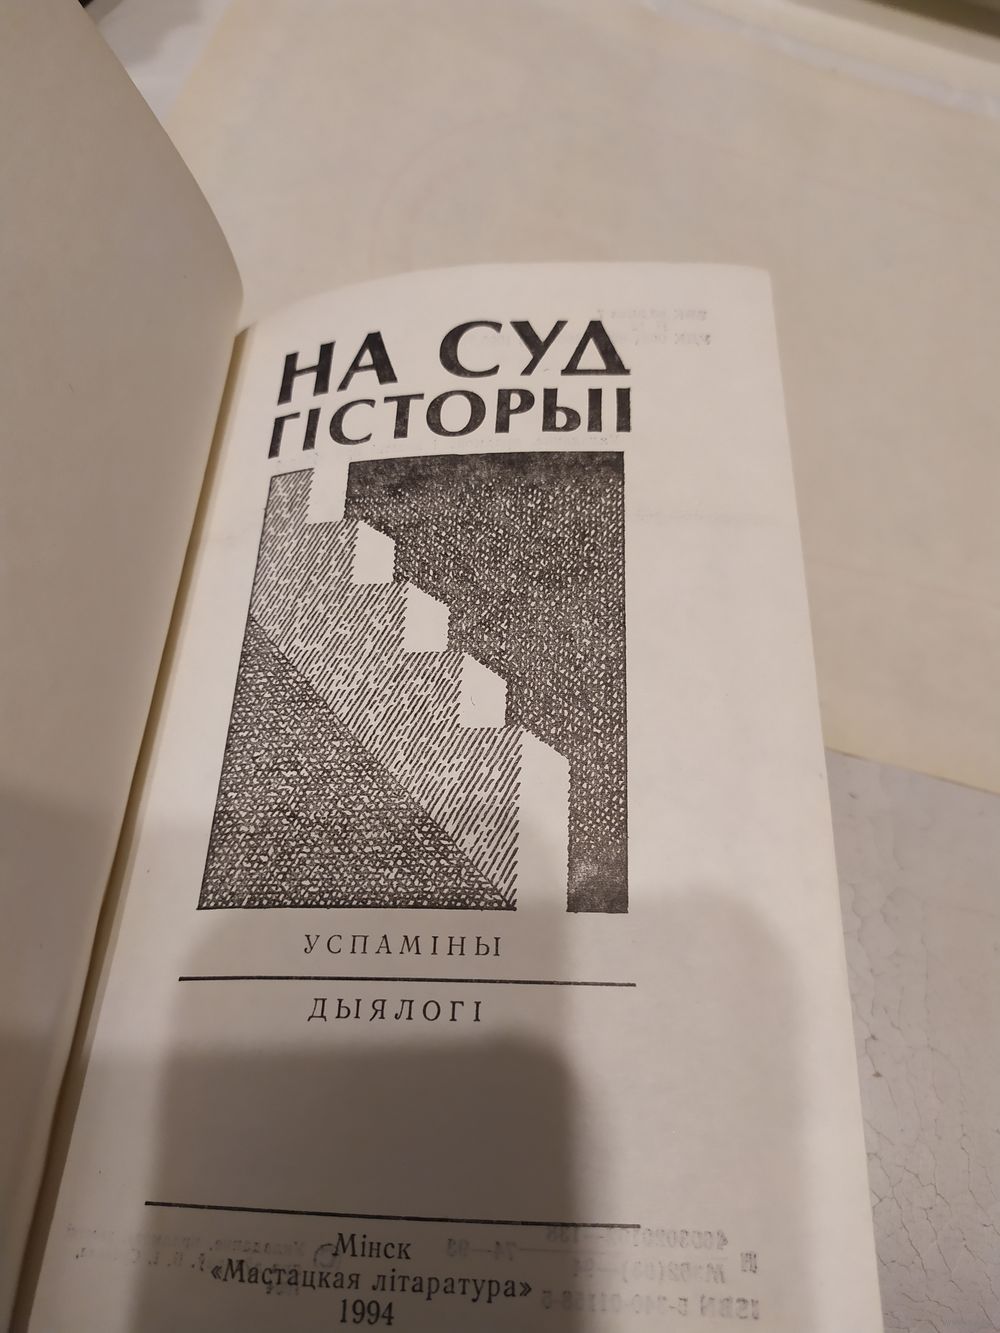 НА СУД
ГІСТОРЫІ
УСПАМІНЫ
ДЫЯЛОГІ
Мінск
«Мастацкая літаратура»
1994